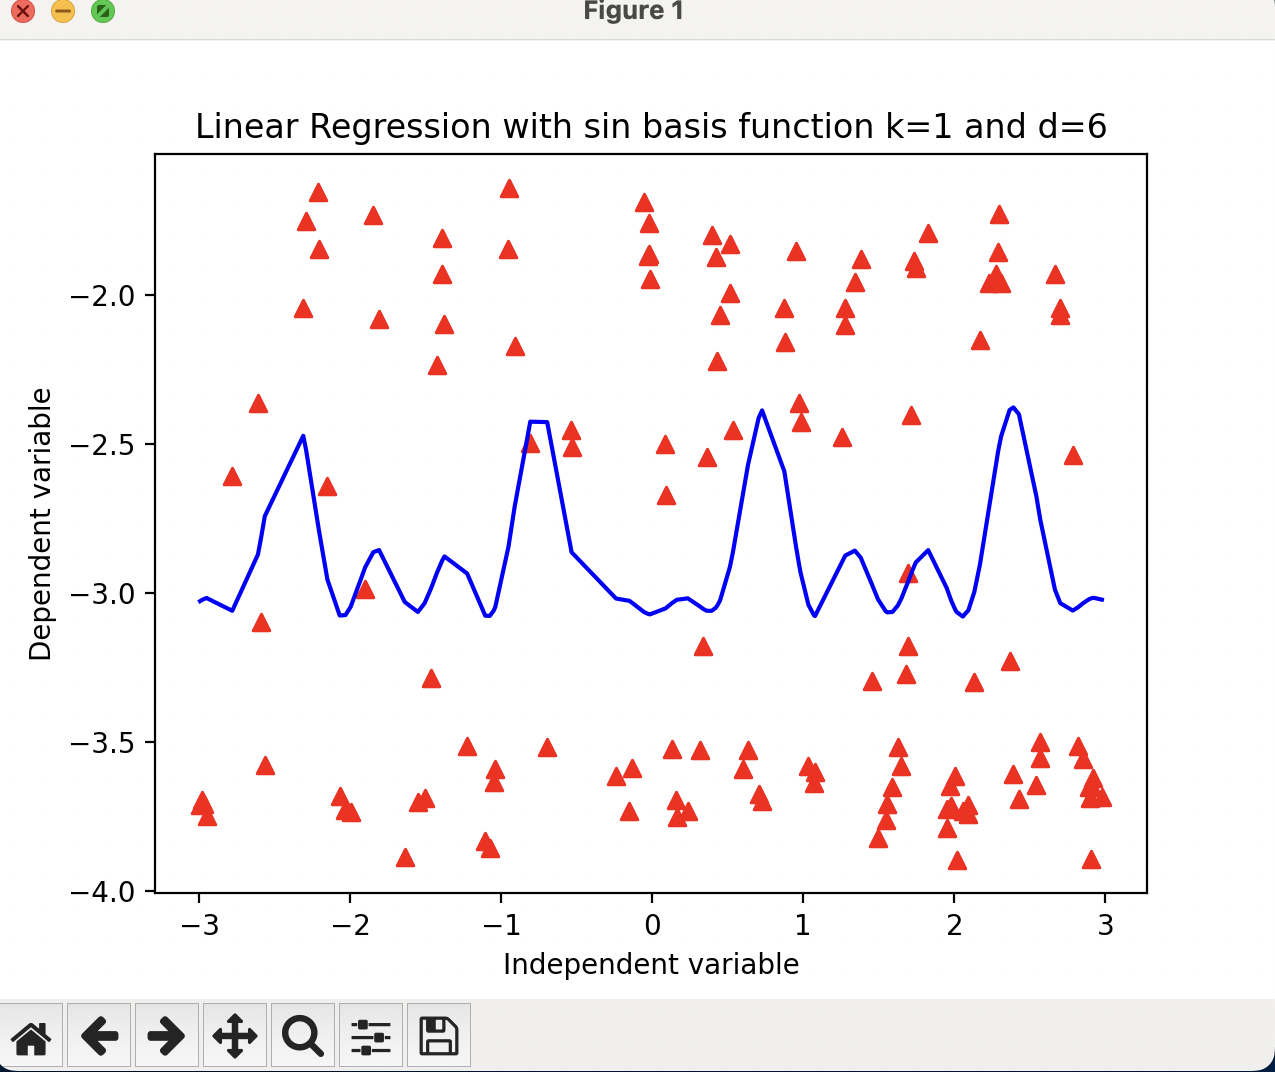 Figure 1
Linear Regression with sin basis function k=1 and d=6
Dependent variable
−2.0
−2.5
−3.0
−3.5
−4.0
−3 −2 −1 0 1 2 3
Independent variable